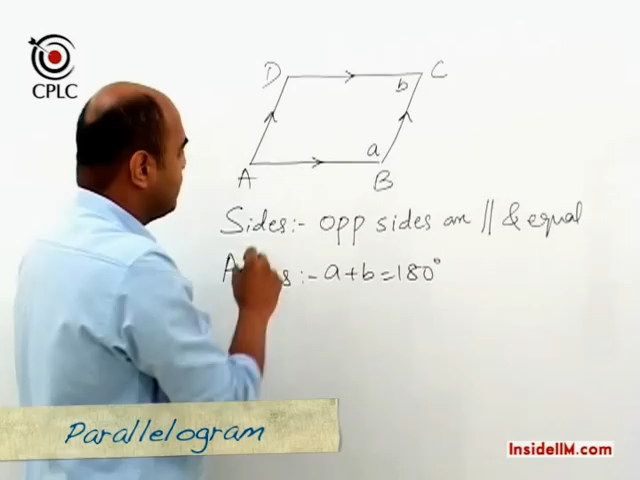 CPLC
D
C
b
a
A
B
Sides:- opp sides are || & equal
:- a+b=180°
Parallelogram
InsideIIM.com